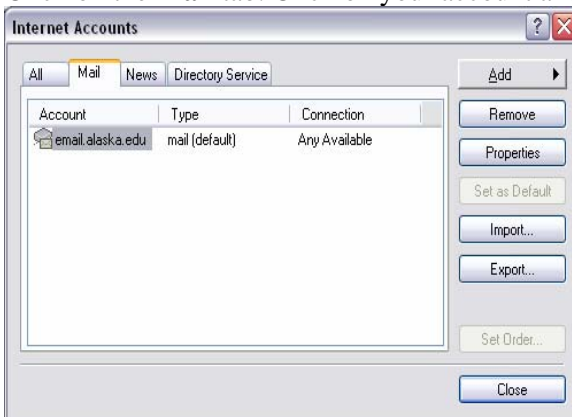 Internet Accounts
All Mail News Directory Service
Add
Account Type Connection
Remove
email.alaska.edu mail (default) Any Available
Properties
Set as Default
Import...
Export...
Set Order...
Close